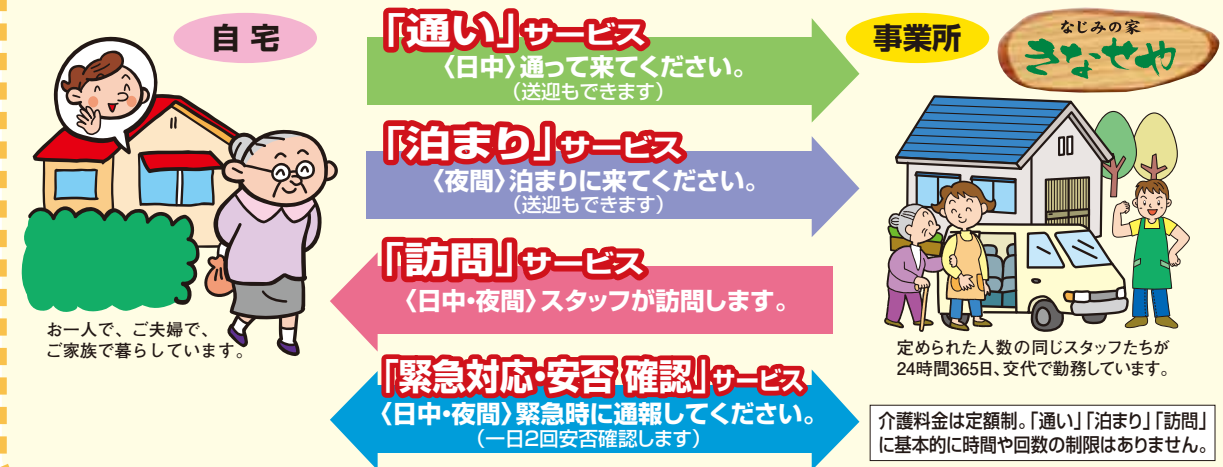 自宅
お一人で、ご夫婦で、
ご家族で暮らしています。
「通い」サービス
〈日中〉通って来てください。
（送迎もできます）
「泊まり」サービス
〈夜間〉泊まりに来てください。
（送迎もできます）
「訪問」サービス
〈日中・夜間〉スタッフが訪問します。
「緊急対応・安否確認」サービス
〈日中・夜間〉緊急時に通報してください。
（一日2回安否確認します）
事業所
なじみの家
きなせや
定められた人数の同じスタッフたちが
24時間365日、交代で勤務しています。
介護料金は定額制。「通い」「泊まり」「訪問」
に基本的に時間や回数の制限はありません。